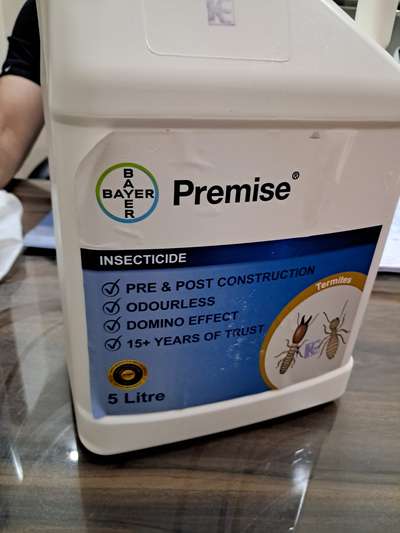 BAYER
BAYER
Premise®
INSECTICIDE
PRE & POST CONSTRUCTION
ODOURLESS
DOMINO EFFECT
15+ YEARS OF TRUST
Termites
5 Litre